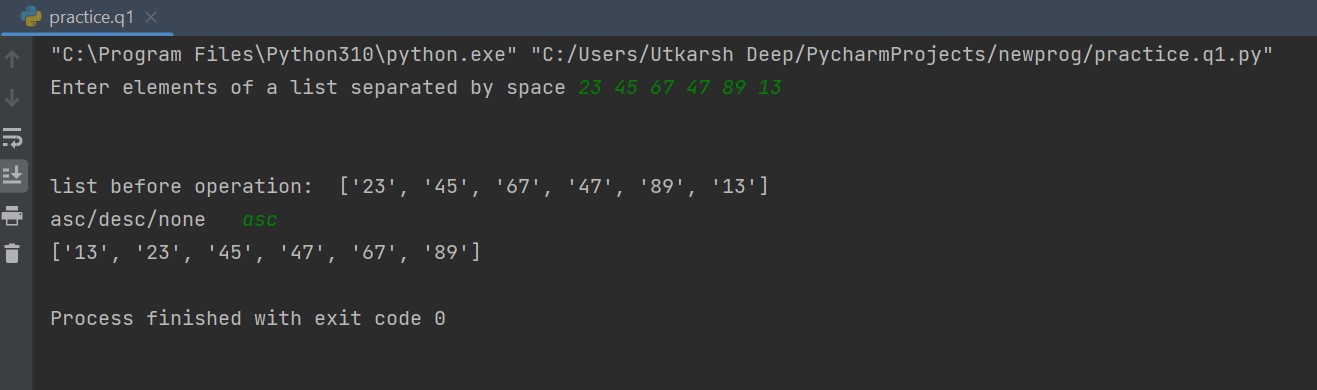 practice.q1
"C:\Program Files\Python310\python.exe" "C:/Users/Utkarsh Deep/PycharmProjects/newprog/practice.q1.py"
Enter elements of a list separated by space 23 45 67 47 89 13
list before operation:  ['23', '45', '67', '47', '89', '13']
asc/desc/none   asc
['13', '23', '45', '47', '67', '89']
Process finished with exit code 0